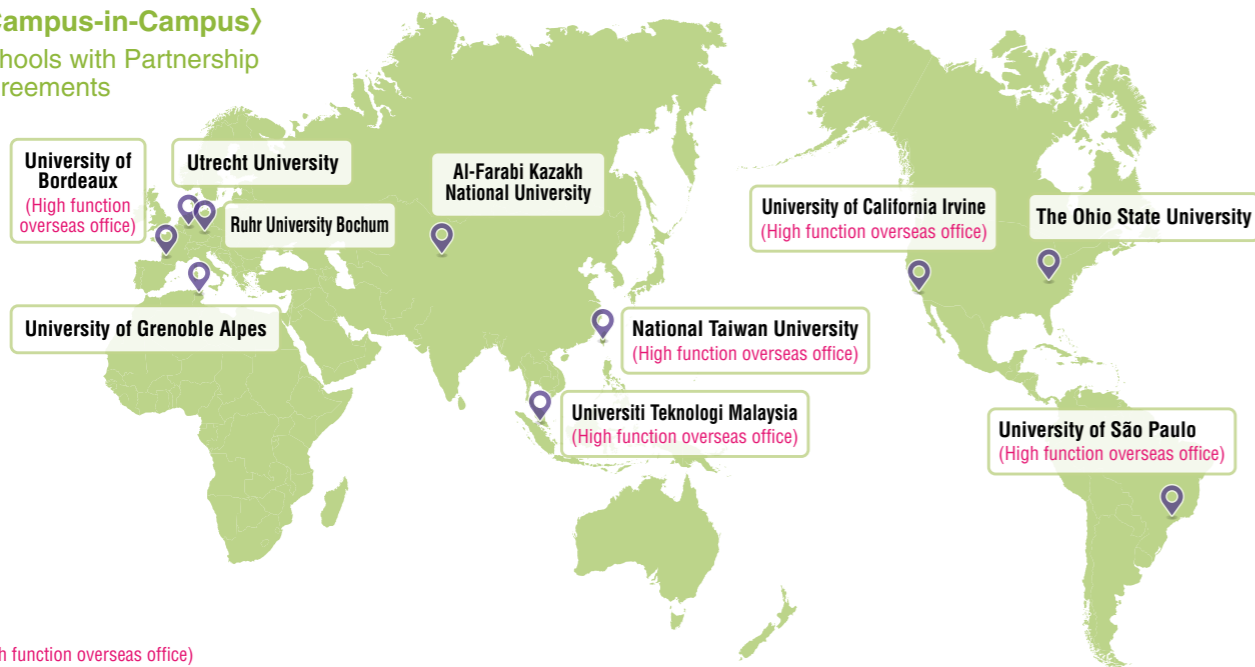 Campus-in-Campus〉
hools with Partnership
reements
University of
Bordeaux
(High function
overseas office)
Utrecht University
Ruhr University Bochum
Al-Farabi Kazakh
National University
University of Grenoble Alpes
National Taiwan University
(High function overseas office)
Universiti Teknologi Malaysia
(High function overseas office)
University of California Irvine
(High function overseas office)
The Ohio State University
University of São Paulo
(High function overseas office)
h function overseas office)